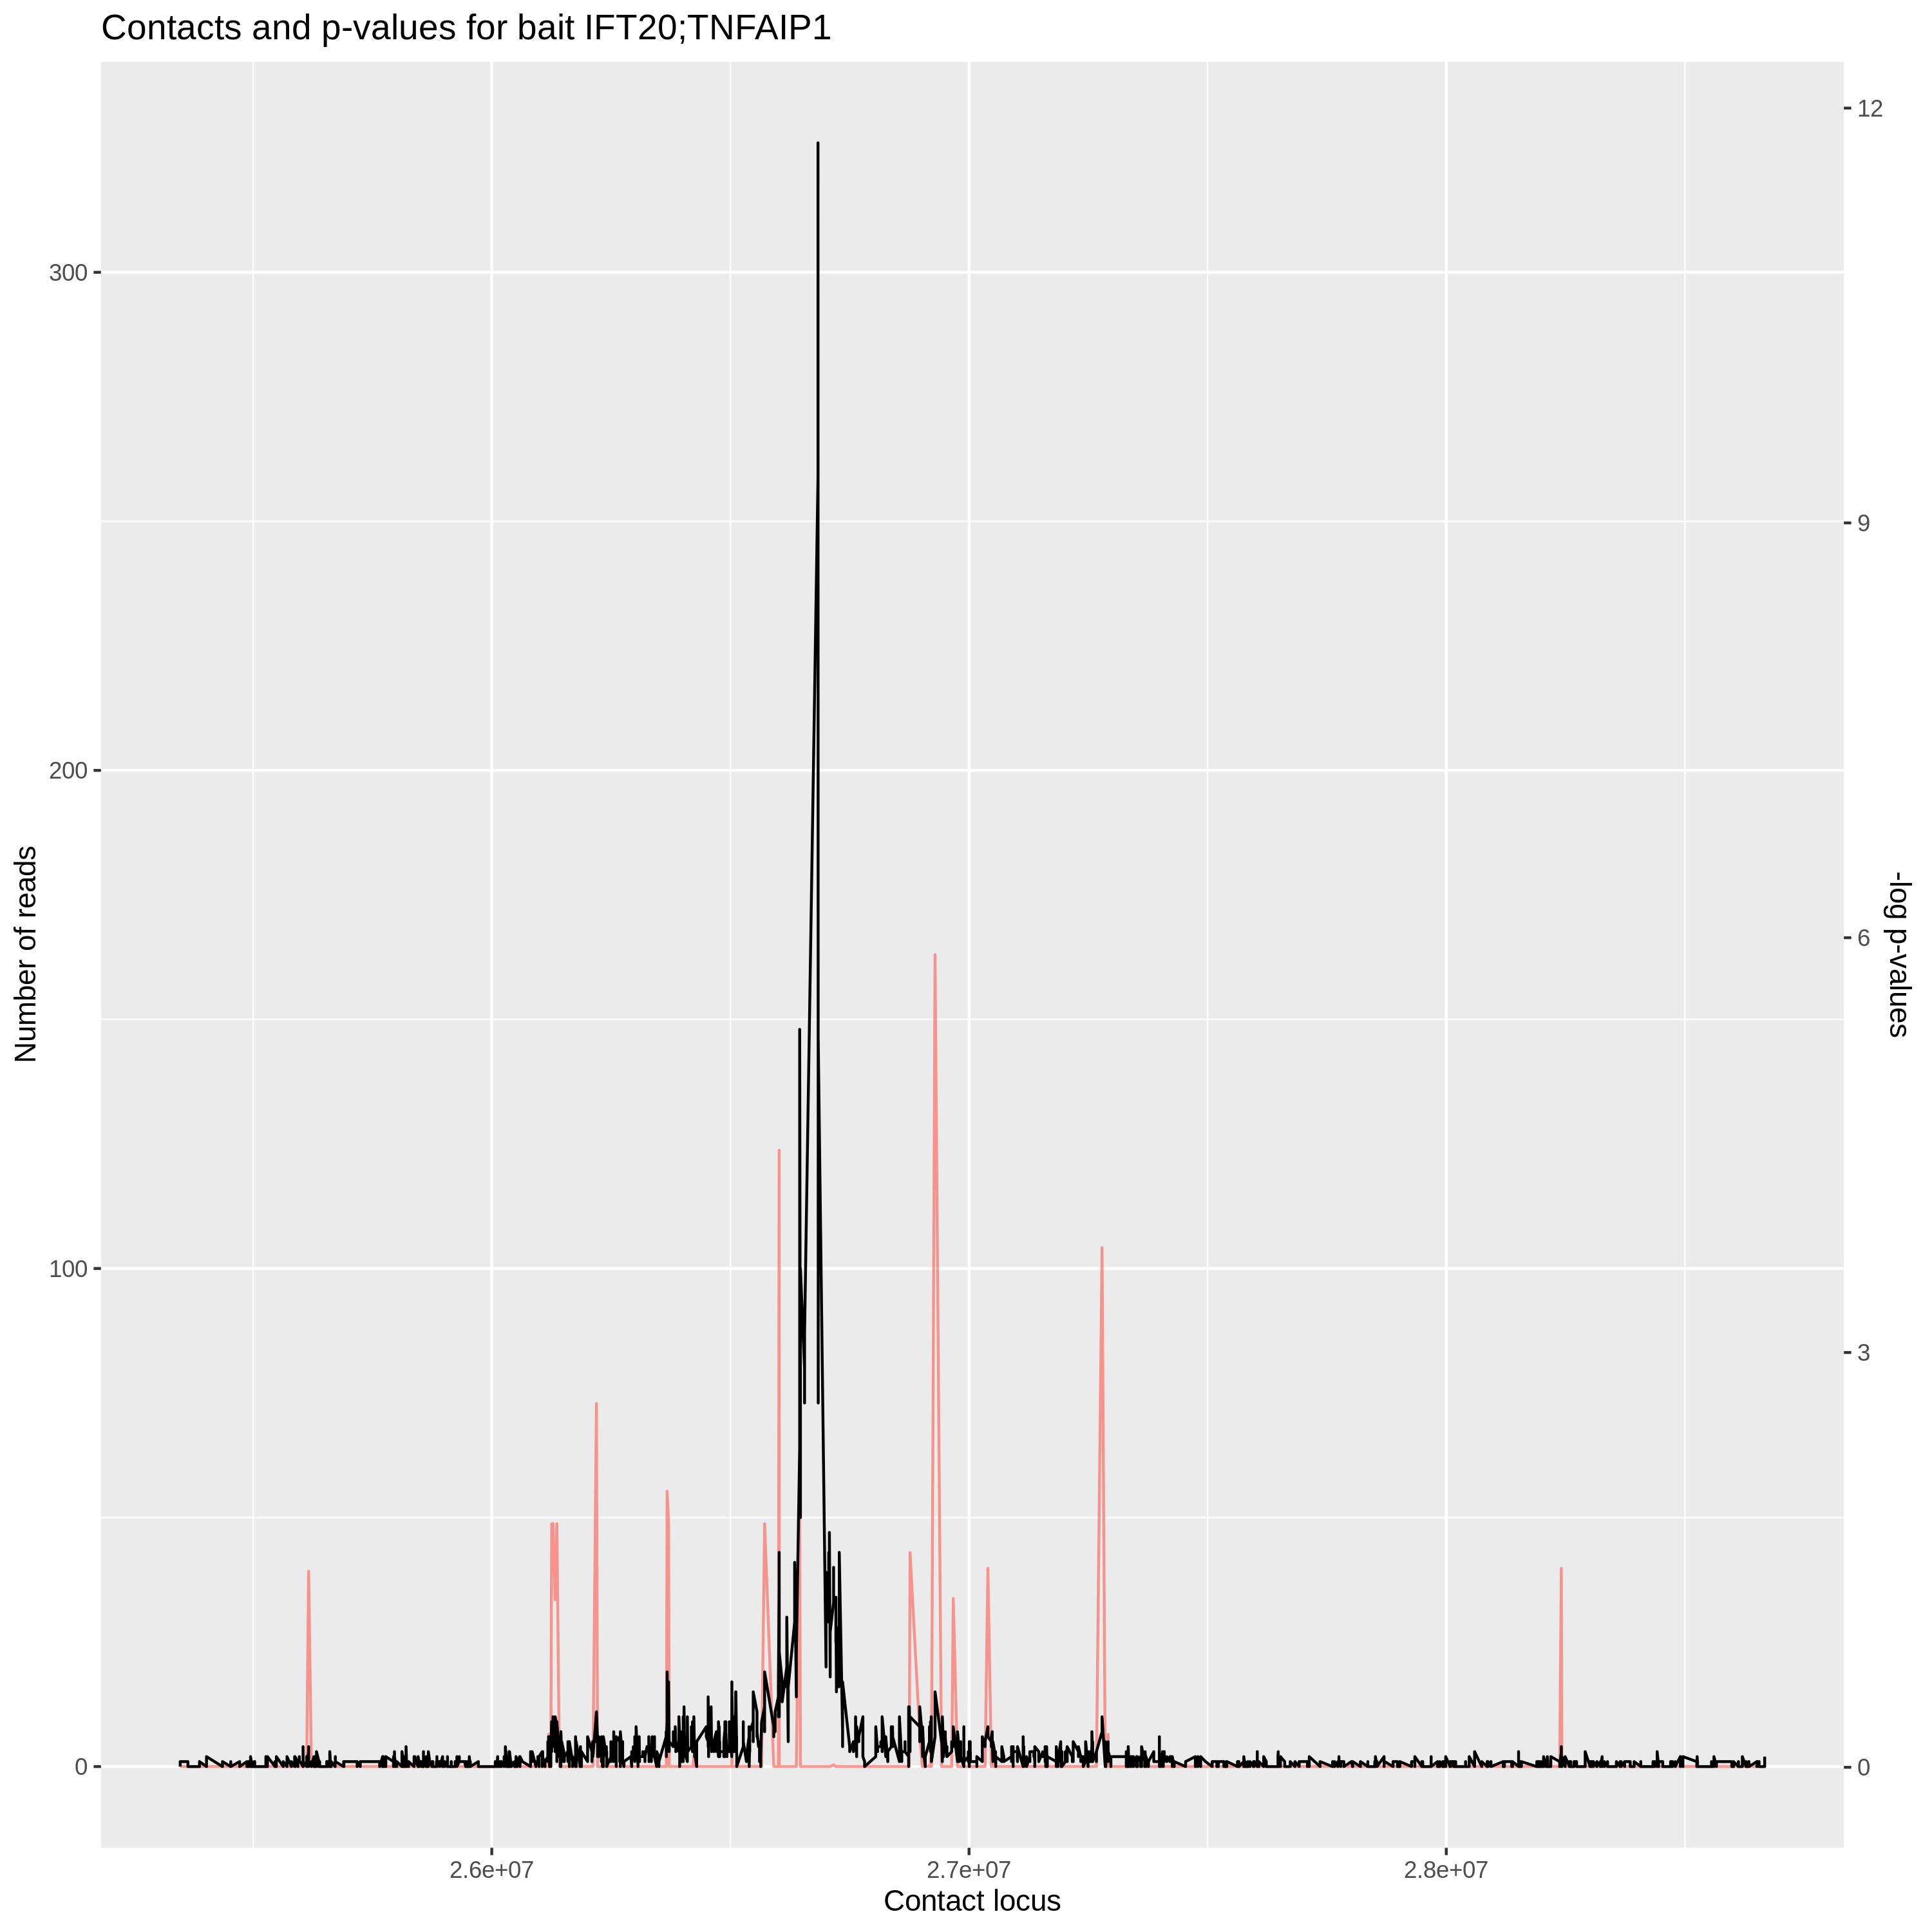 Contacts and p-values for bait IFT20;TNFAIP1
12
300
9
200
Number of reads
-log p-values
6
100
3
0
0
2.6e+07
2.7e+07
2.8e+07
Contact locus